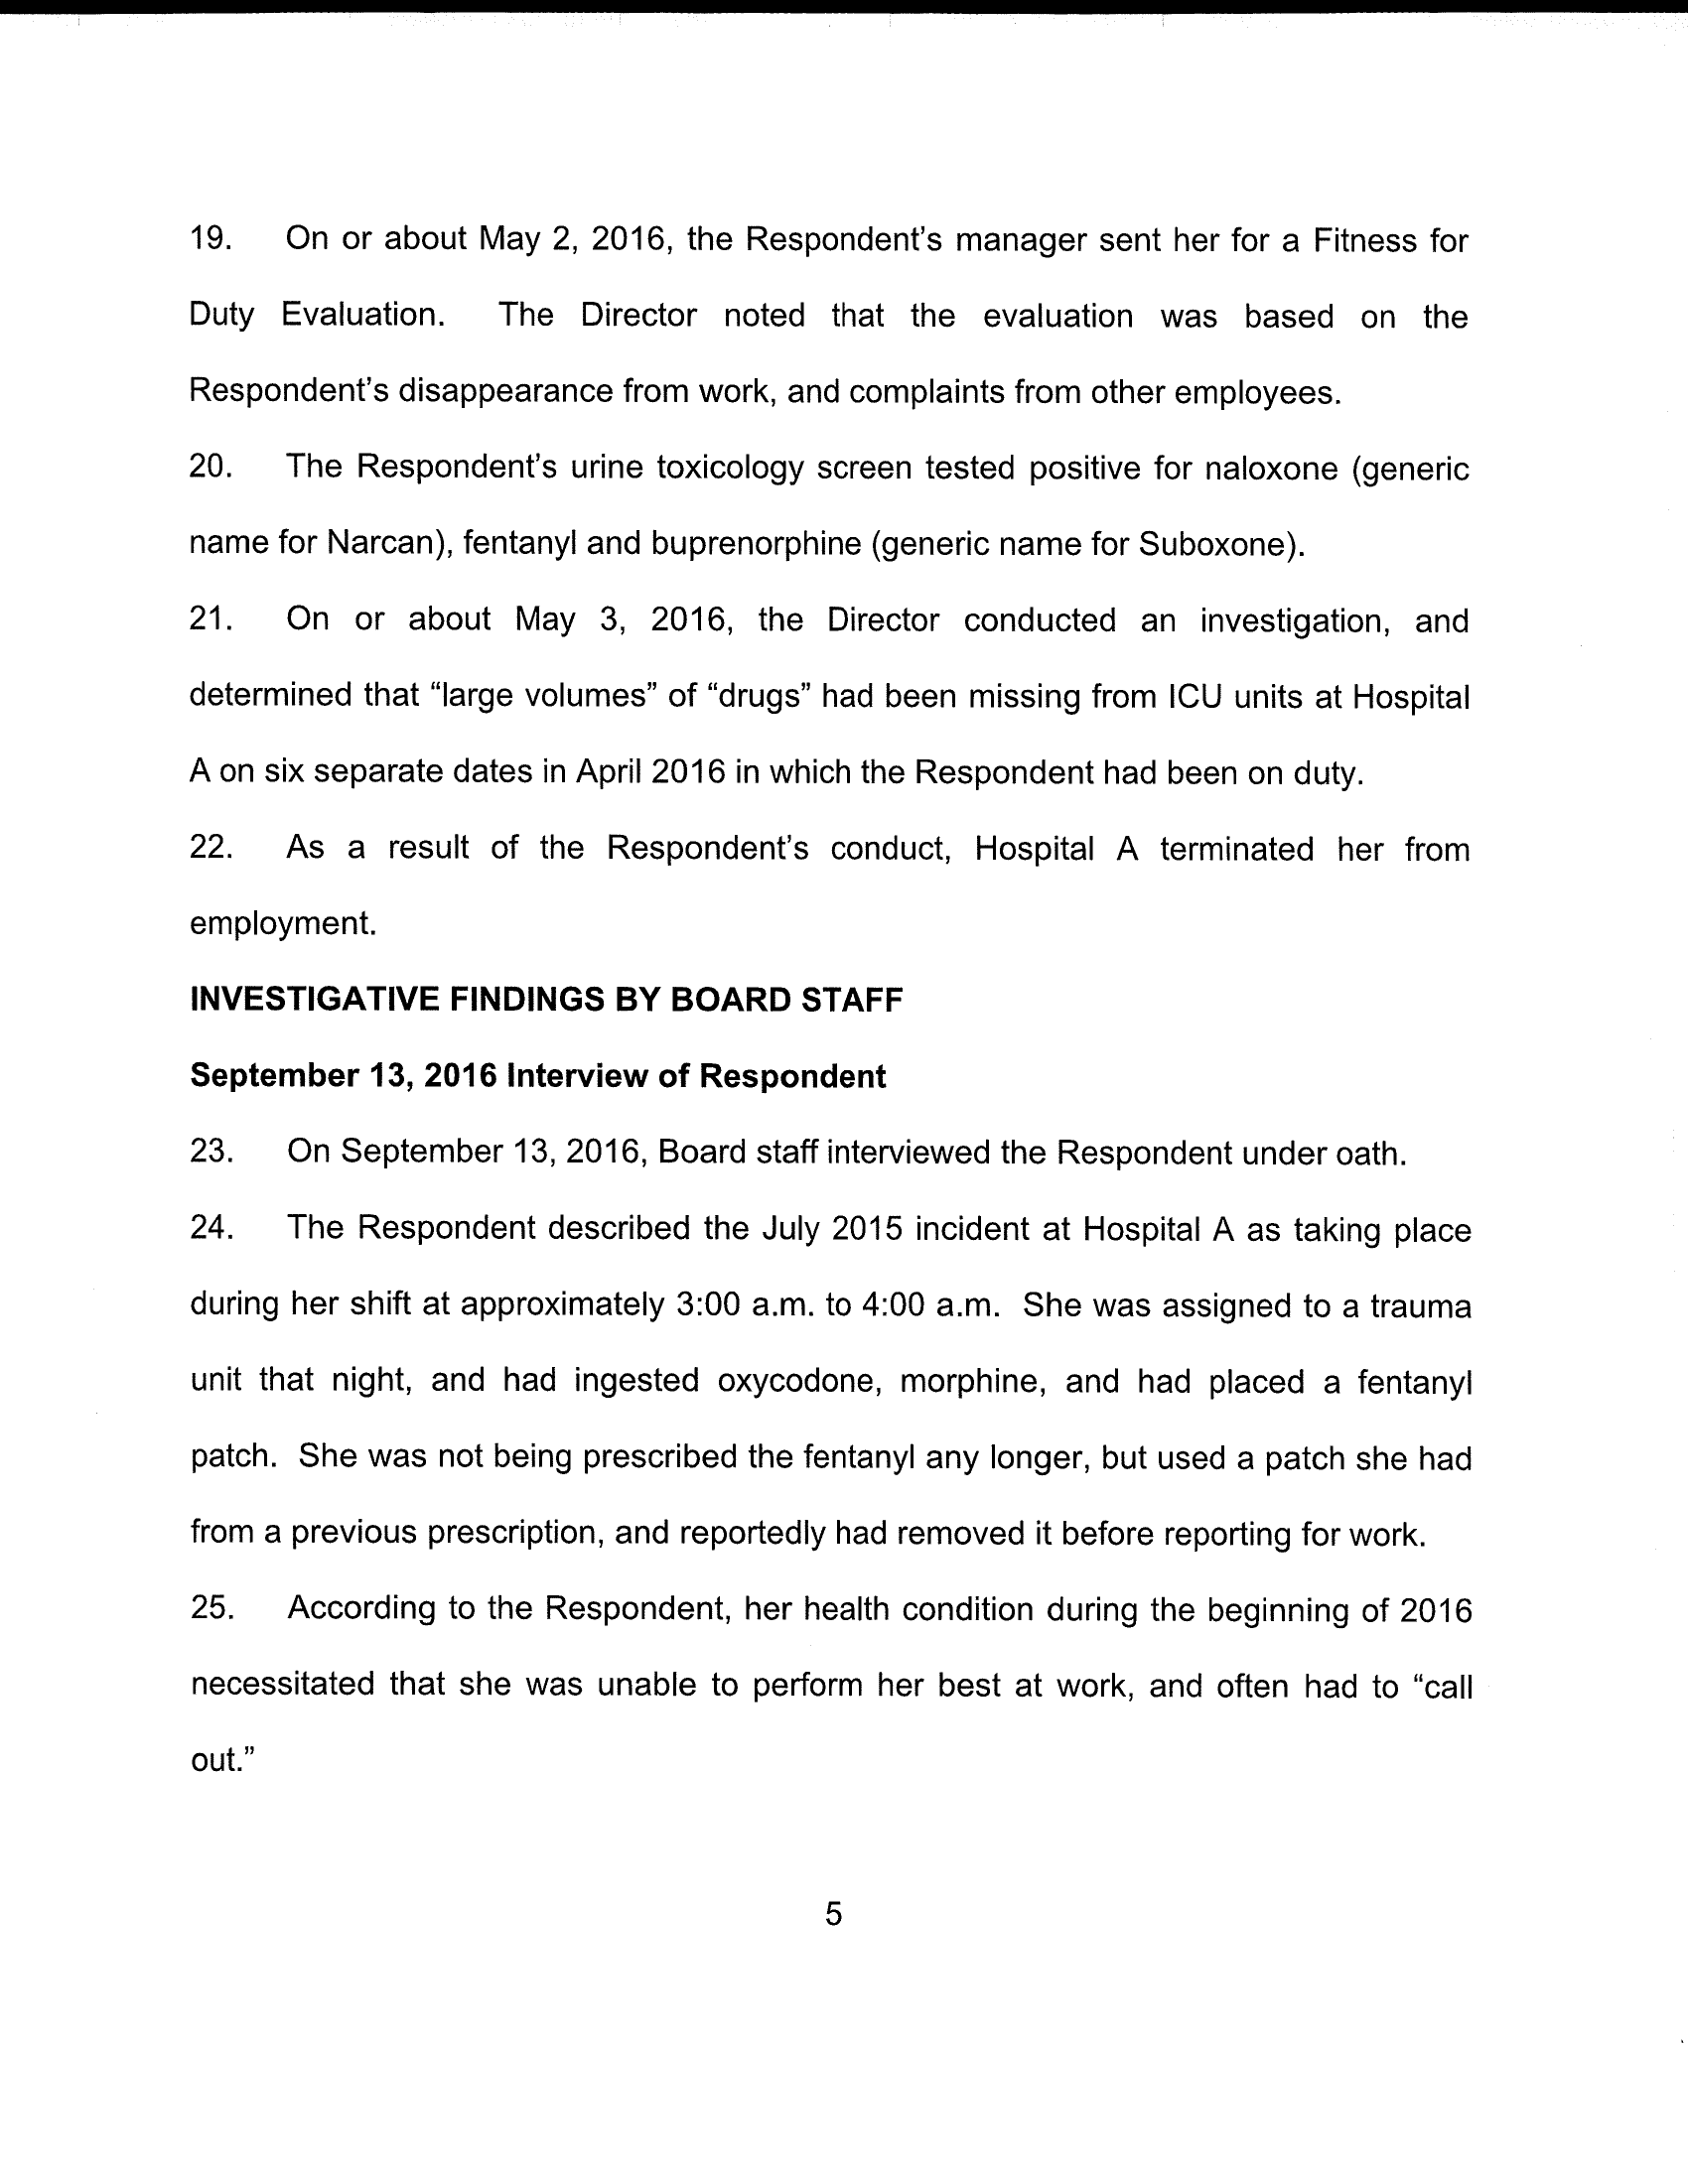 19. On or about May 2, 2016, the Respondent's manager sent her for a Fitness for
Duty Evaluation. The Director noted that the evaluation was based on the
Respondent's disappearance from work, and complaints from other employees.
20. The Respondent's urine toxicology screen tested positive for naloxone (generic
name for Narcan), fentanyl and buprenorphine (generic name for Suboxone).
21. On or about May 3, 2016, the Director conducted an investigation, and
determined that “large volumes” of “drugs” had been missing from ICU units at Hospital
A on six separate dates in April 2016 in which the Respondent had been on duty.
22. As a result of the Respondent's conduct, Hospital A terminated her from
employment.
INVESTIGATIVE FINDINGS BY BOARD STAFF
September 13, 2016 Interview of Respondent
23. On September 13, 2016, Board staff interviewed the Respondent under oath.
24. The Respondent described the July 2015 incident at Hospital A as taking place
during her shift at approximately 3:00 a.m. to 4:00 a.m. She was assigned to a trauma
unit that night, and had ingested oxycodone, morphine, and had placed a fentanyl
patch. She was not being prescribed the fentanyl any longer, but used a patch she had
from a previous prescription, and reportedly had removed it before reporting for work.
25. According to the Respondent, her health condition during the beginning of 2016
necessitated that she was unable to perform her best at work, and often had to “call
out.”
5